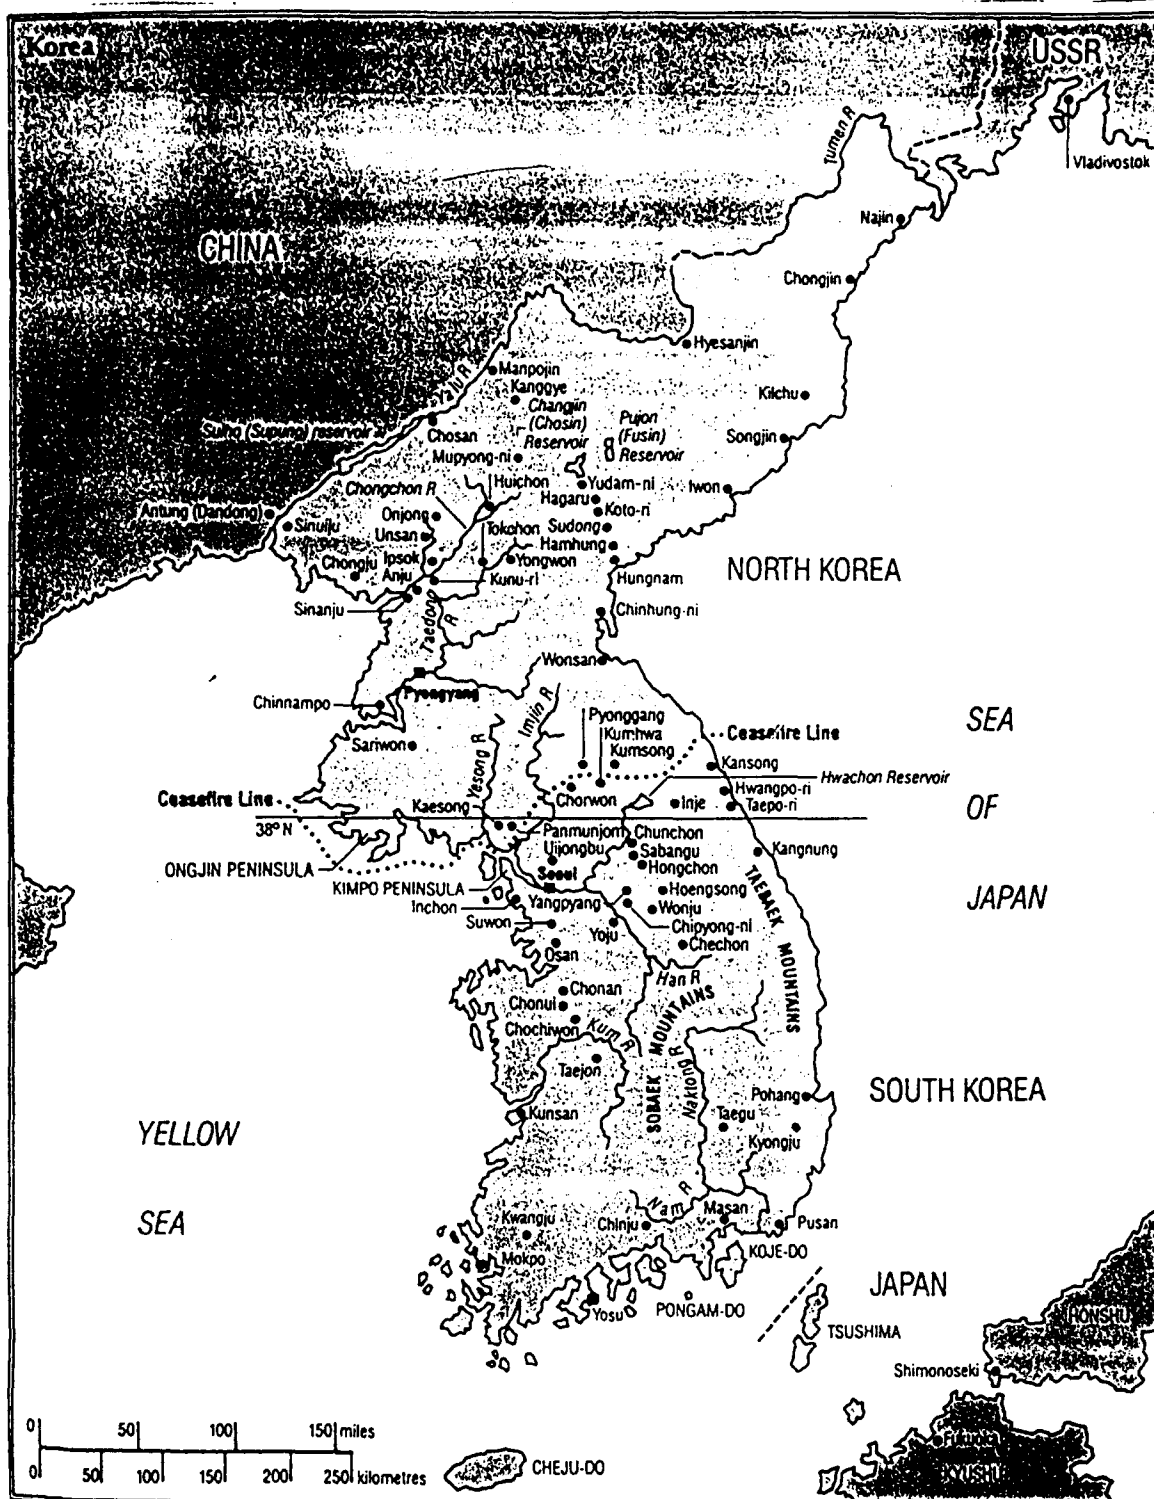 Korea
USSR
Tumen R
Vladivostok
Najin
CHINA
Chongjin
Hyesanjin
Manpojin
Yalu R
Kanggye
Kilchu
Changjin
(Chosin)
Reservoir
Pujon
(Fusin)
Reservoir
Suiho (Supung) reservoir
Chosan
Songjin
Mupyong-ni
Huichon
Yudam-ni
Iwon
Chongchon R
Hagaru
Antung (Dandong)
Koto-ri
Onjong
Sinuiju
Tokohon
Sudong
Unsan
Hamhung
Ipsok
Yongwon
Chongju
Hungnam
NORTH KOREA
Anju
Kunu-ri
Sinanju
Chinhung-ni
Taedong
R
Wonsan
Pyongyang
Chinnampo
Imjin R
Pyonggang
SEA
Kumhwa
Ceasefire Line
Sariwon
Yesong R
Kumsong
Kansong
Hwachon Reservoir
Chorwon
Hwangpo-ri
Ceasefire Line
Kaesong
Inje
Taepo-ri
OF
38° N
Panmunjom
Chunchon
Uijongbu
Sabangu
Kangnung
ONGJIN PENINSULA
Hongchon
Seoul
KIMPO PENINSULA
Hoengsong
TAEBAEK MOUNTAINS
JAPAN
Inchon
Yangpyang
Wonju
Suwon
Chipyong-ni
Yoju
Chechon
Osan
Han R
Chonan
Chonui
SOBAEK MOUNTAINS
Chochiwon
Kum R
Taejon
Naktong R
Pohang
SOUTH KOREA
Kunsan
Taegu
YELLOW
Kyongju
Nam R
SEA
Kwangju
Chinju
Masan
Pusan
Mokpo
KOJE-DO
JAPAN
Yosu
PONGAM-DO
HONSHU
TSUSHIMA
Shimonoseki
0 50 100 150 miles
Fukuoka
0 50 100 150 200 250 kilometres
CHEJU-DO
KYUSHU